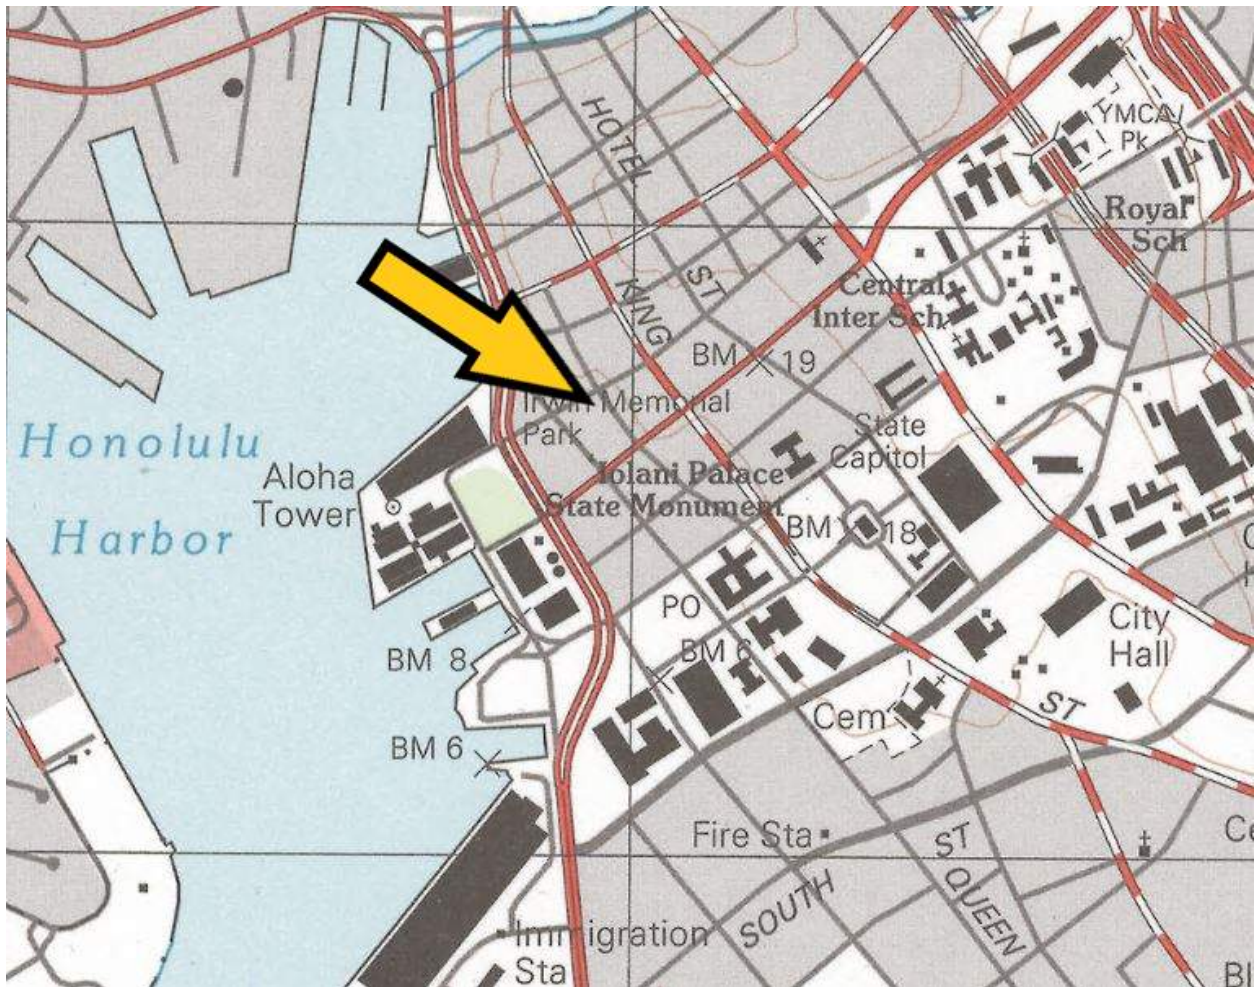 HOTEL
ST
KING
YMCA
Pk
Royal
Sch
Central
Inter Sch
BM 19
Irwin Memorial
Park
State
Capitol
Honolulu
Harbor
Aloha
Tower
Iolani Palace
State Monument
BM 18
PO
BM 8
BM 6
City
Hall
Cem
ST
BM 6
Fire Sta
ST
SOUTH
QUEEN
Immigration
Sta